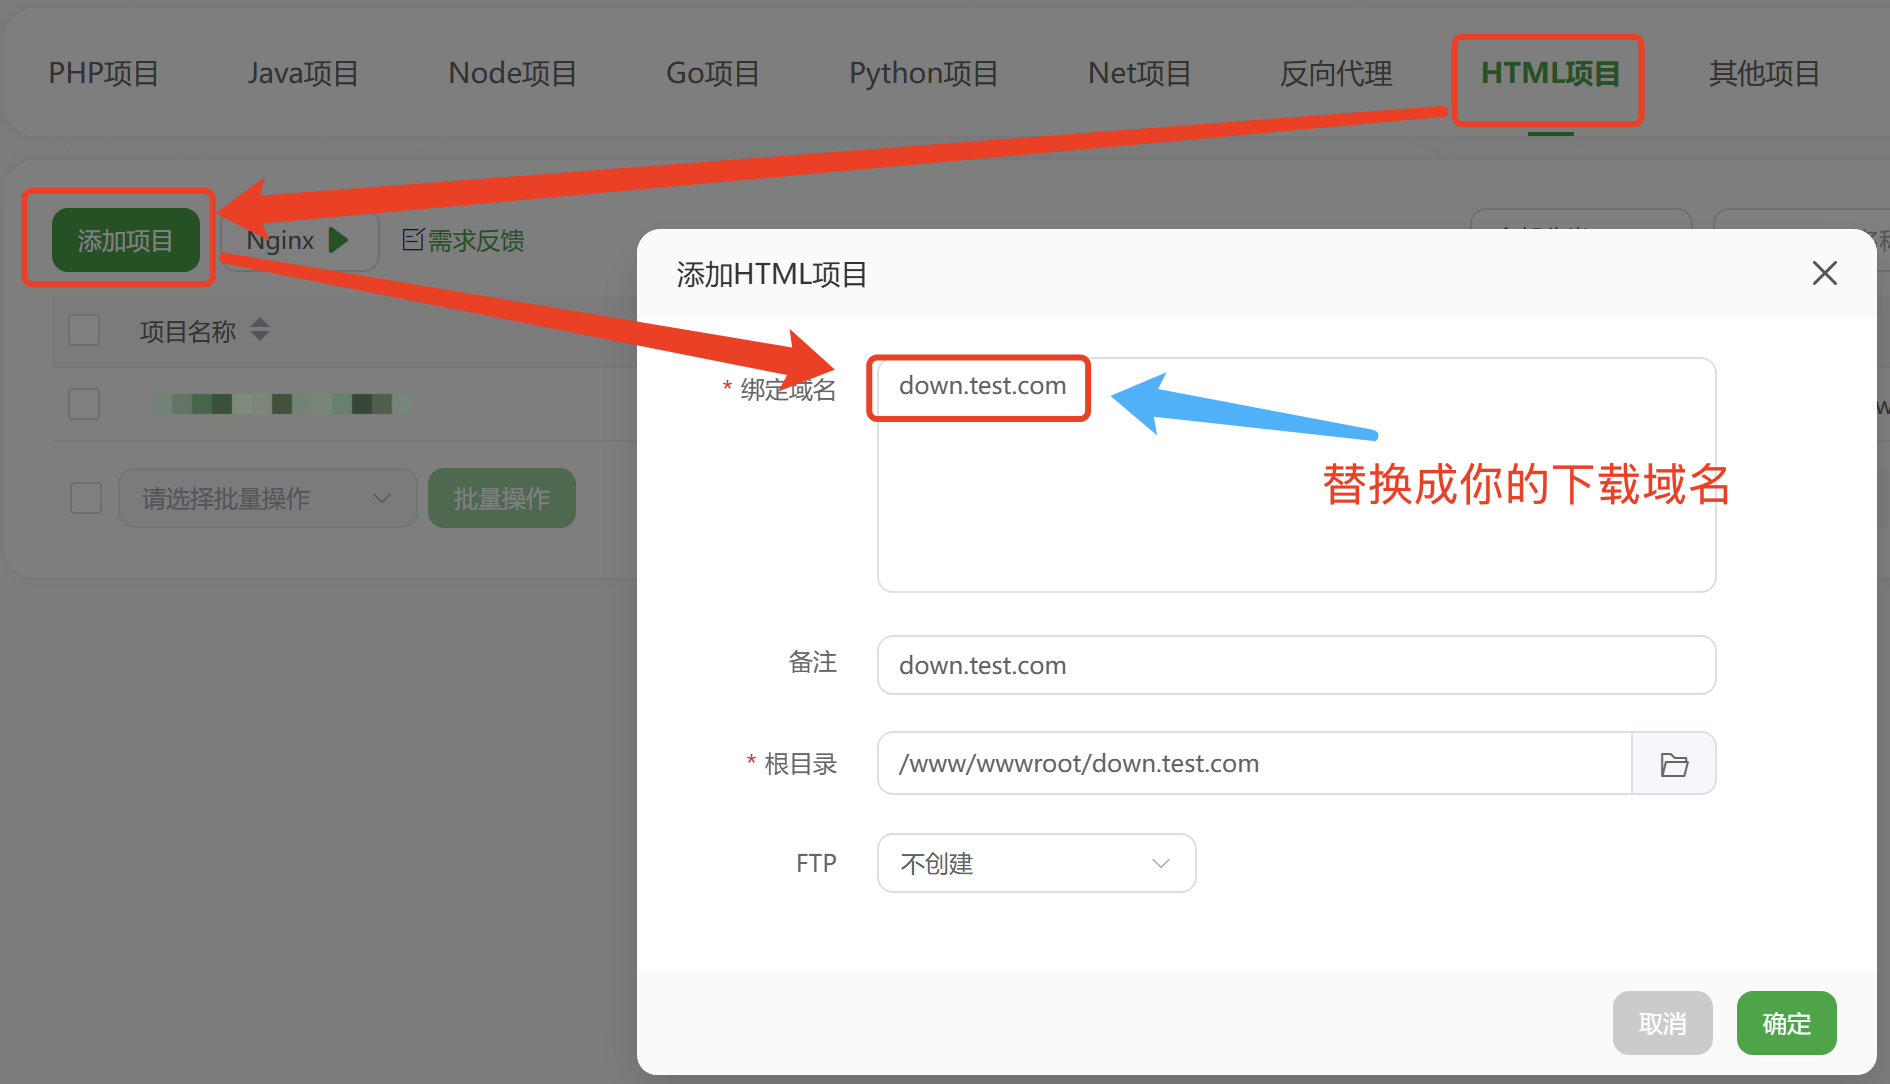 PHP项目 Java项目 Node项目 Go项目 Python项目 Net项目 反向代理 HTML项目 其他项目
添加项目 Nginx 需求反馈
项目名称
请选择批量操作 批量操作
添加HTML项目
* 绑定域名 down.test.com
替换成你的下载域名
备注 down.test.com
* 根目录 /www/wwwroot/down.test.com
FTP 不创建
取消 确定